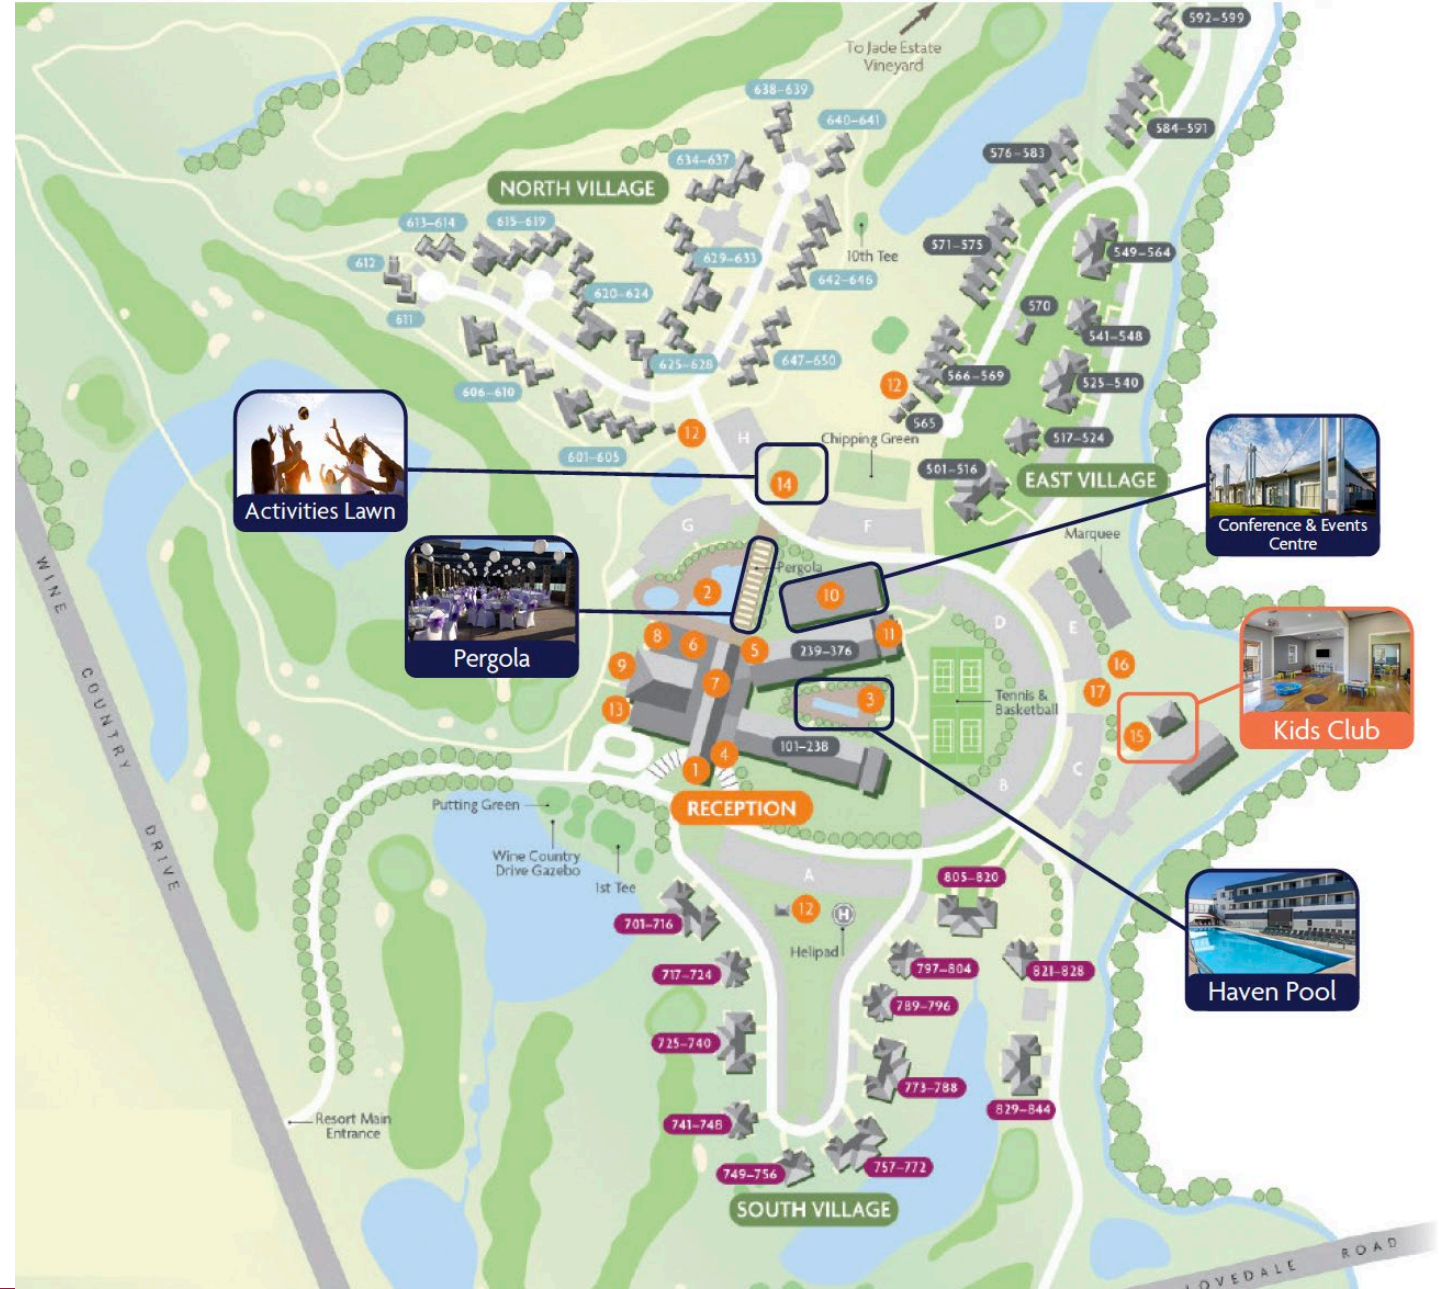 592–599
To Jade Estate
Vineyard
638–639
640–641
584–591
576–583
634–637
NORTH VILLAGE
613–614
615–619
571–575
549–564
10th Tee
612
629–633
642–646
620–624
570
611
541–548
647–650
625–628
566–569
525–540
606–610
12
565
12
H
Chipping Green
517–524
601–605
501–516
EAST VILLAGE
14
Activities Lawn
G
F
Conference & Events
Centre
Marquee
Pergola
2
10
D
E
8
6
5
239–376
11
Pergola
9
7
16
17
3
Tennis &
Basketball
13
15
Kids Club
101–238
4
1
C
B
RECEPTION
Putting Green
Wine Country
Drive Gazebo
1st Tee
A
805–820
12
H
701–716
Helipad
797–804
821–828
717–724
Haven Pool
789–796
725–740
773–788
829–844
Resort Main
Entrance
741–748
749–756
757–772
SOUTH VILLAGE
WINE COUNTRY DRIVE
LOVEDALE ROAD